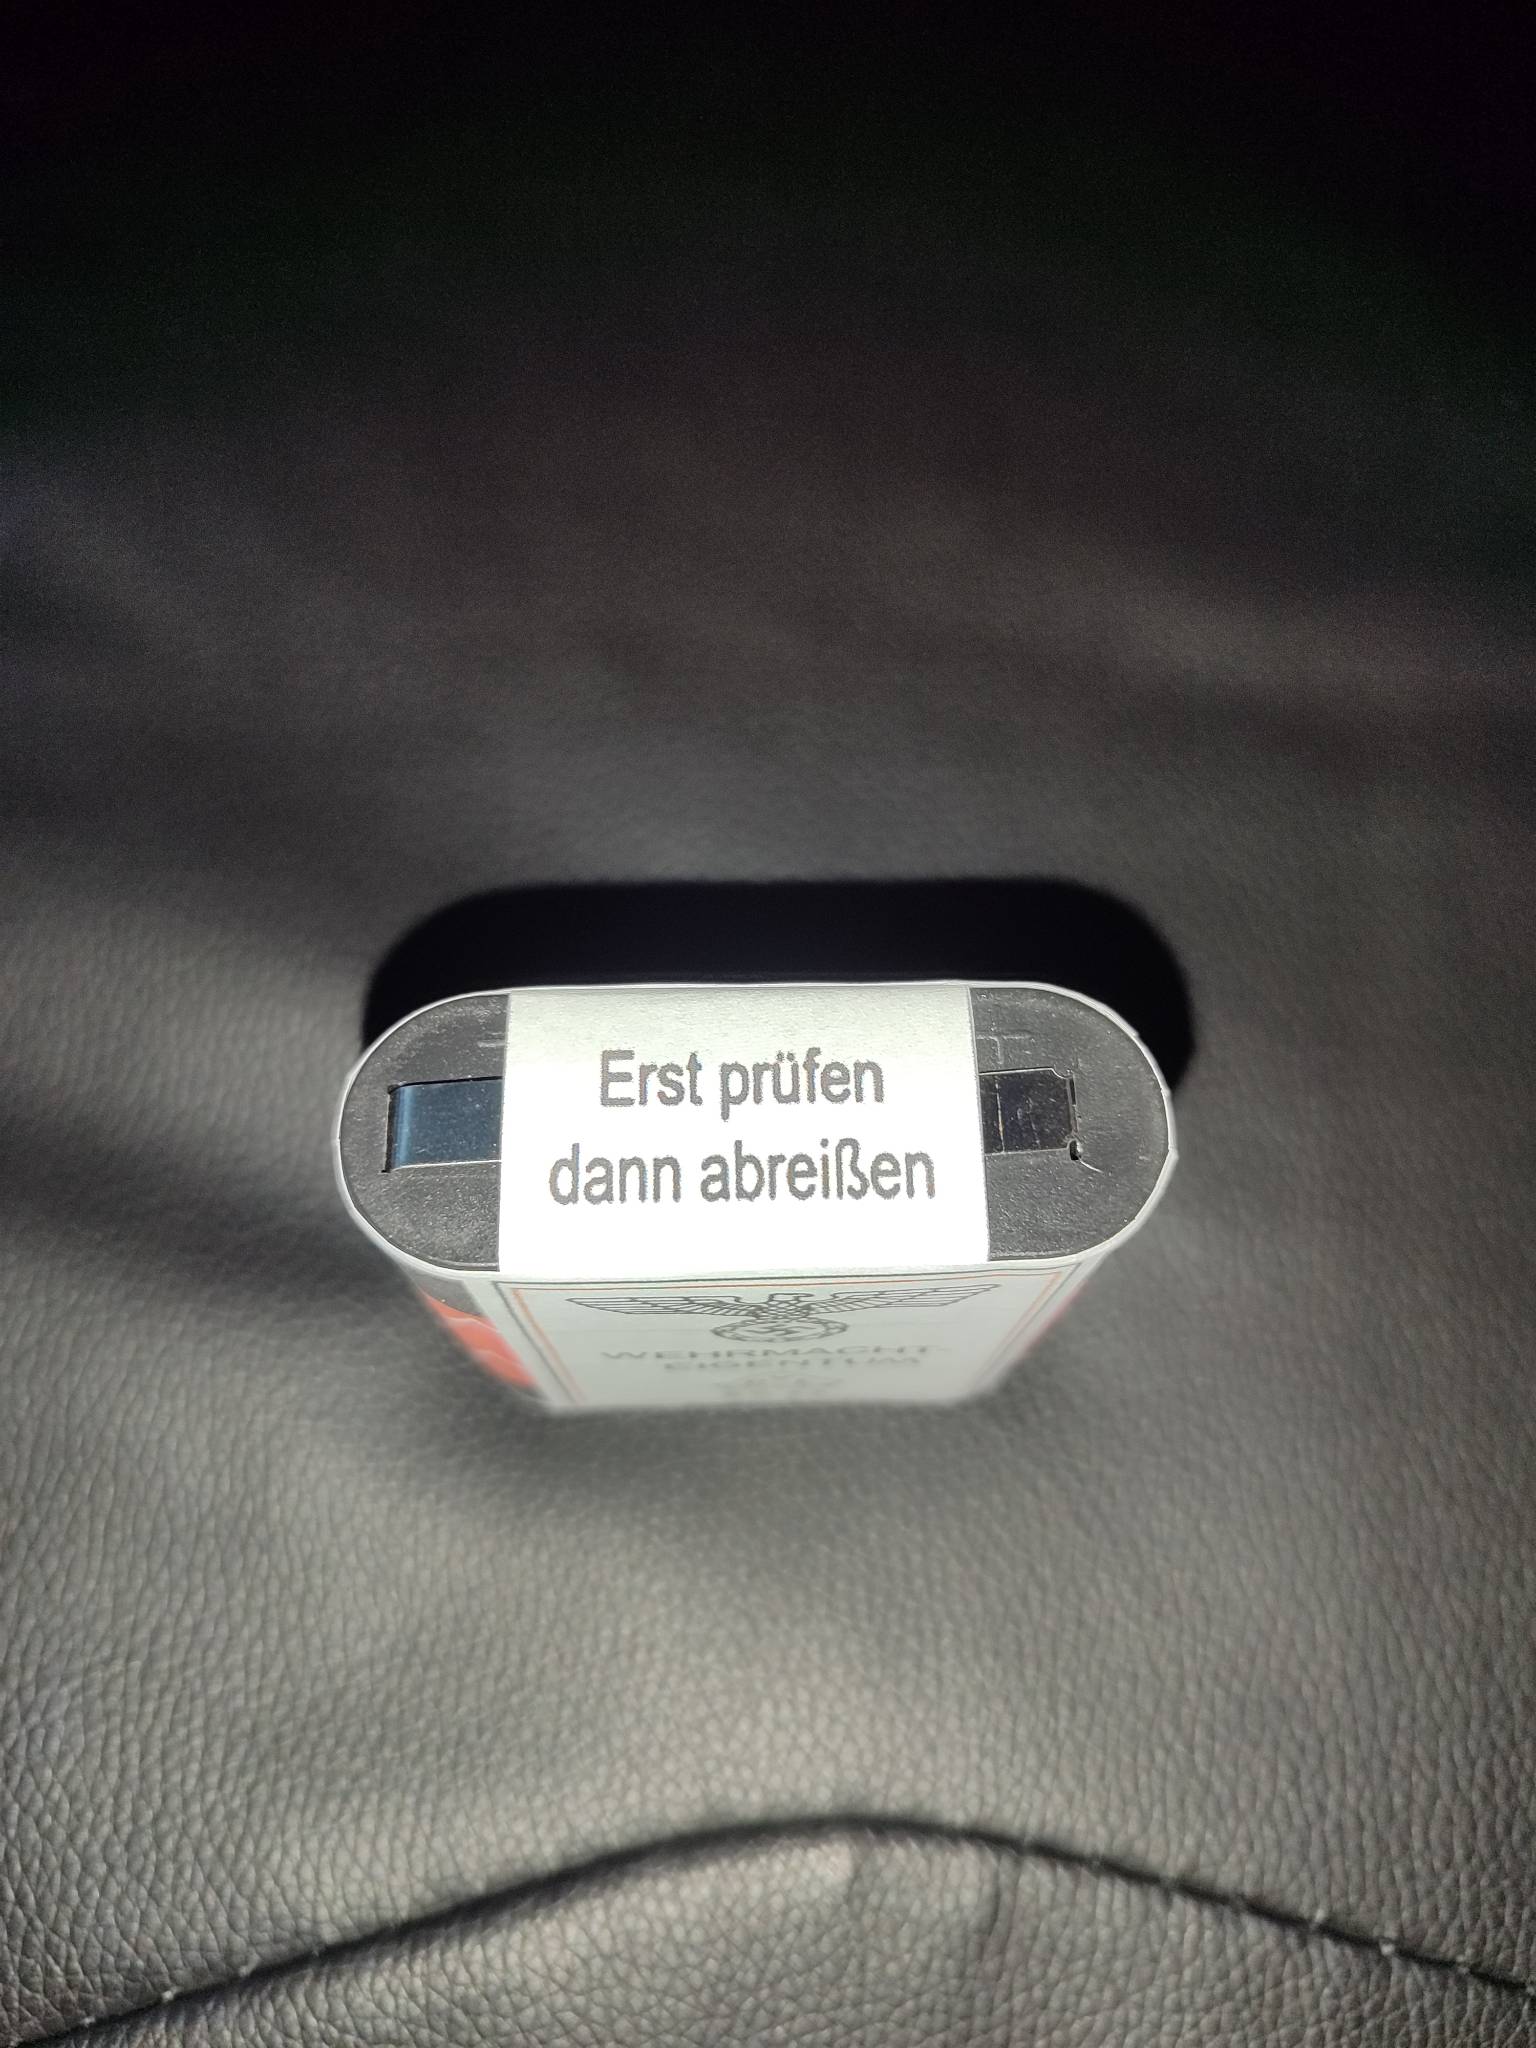 Erst prüfen
dann abreißen
WEHRMACHT-
EIGENTUM